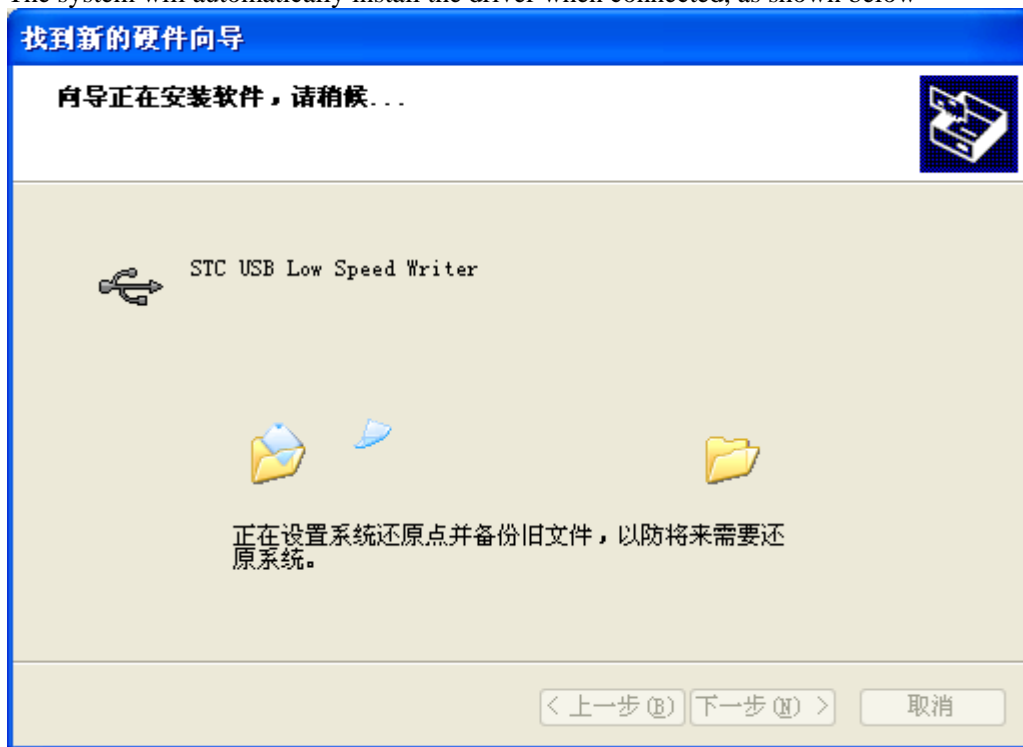 The system will automatically install the driver when connected, as shown below
找到新的硬件向导
向导正在安装软件，请稍候...
STC USB Low Speed Writer
正在设置系统还原点并备份旧文件，以防将来需要还
原系统。
< 上一步(B) 下一步(N) > 取消